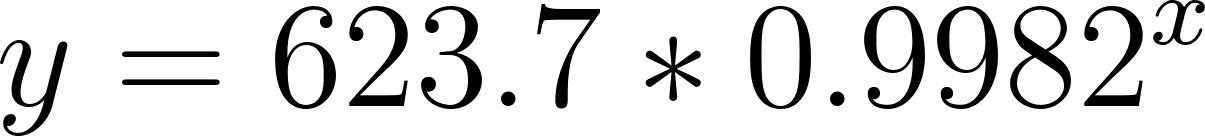 y = 623.7 * 0.9982^x